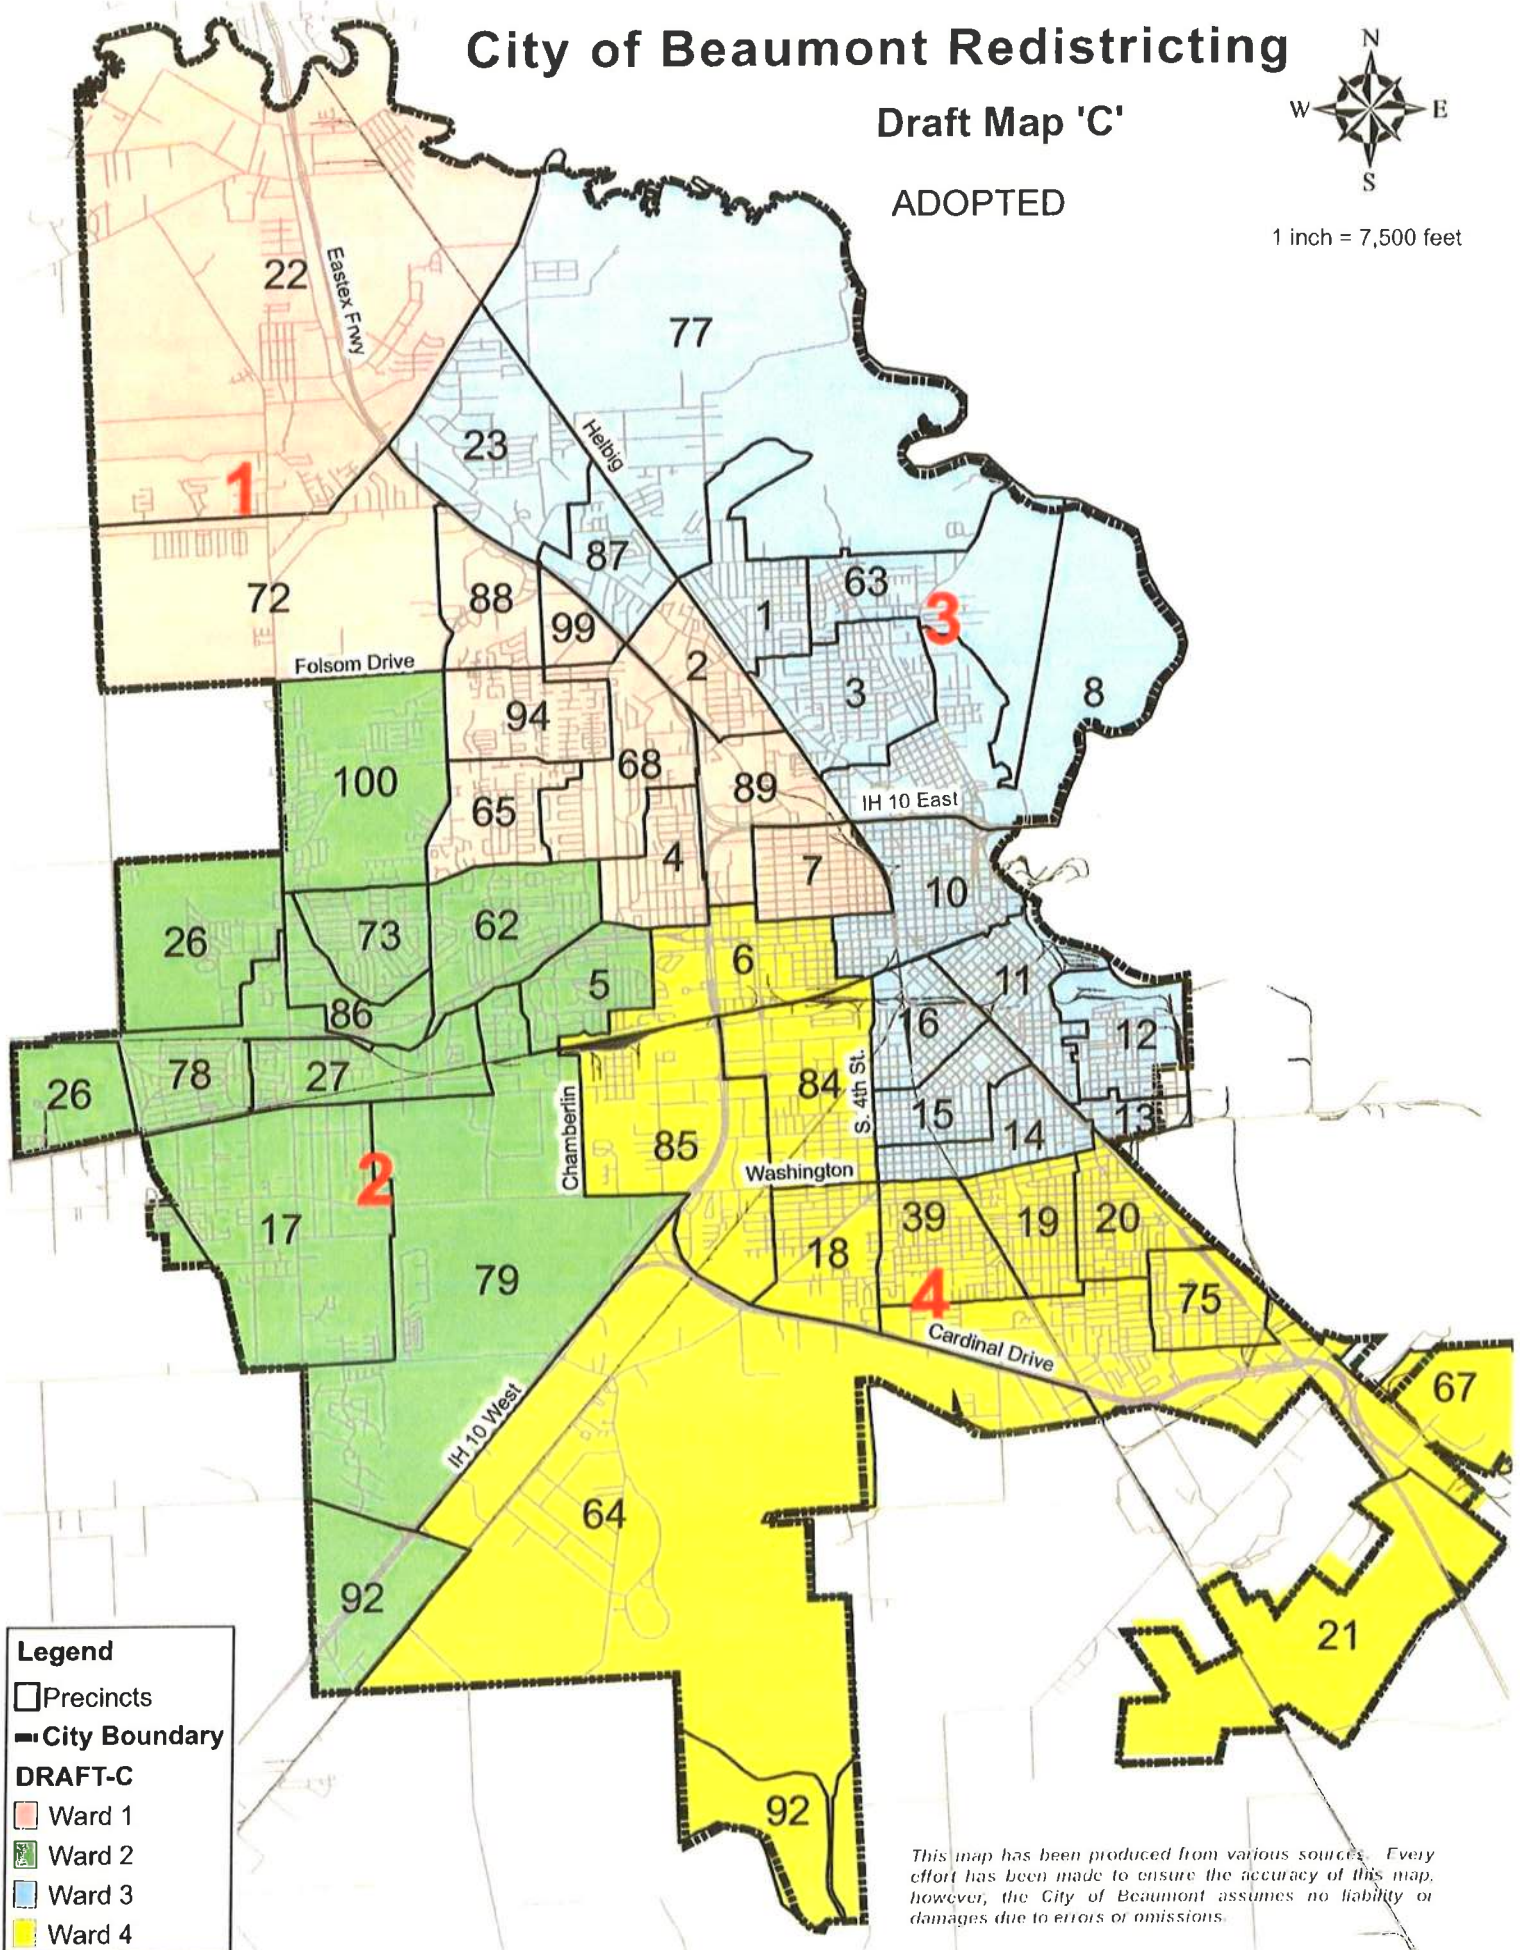 City of Beaumont Redistricting
Draft Map 'C'
ADOPTED
N
W E
S
1 inch = 7,500 feet
22
Eastex Frwy
77
23
Helbig
1
87
72
88
99
63
1
3
Folsom Drive
2
3
8
94
100
68
89
IH 10 East
65
4
7
10
26
73
62
6
5
11
86
16
12
26
78
27
84
S. 4th St.
15
13
14
Chamberlin
85
Washington
2
17
39
19
20
18
79
4
75
Cardinal Drive
67
IH 10 West
64
92
21
92
Legend
Precincts
City Boundary
DRAFT-C
Ward 1
Ward 2
Ward 3
Ward 4
This map has been produced from various sources. Every
effort has been made to ensure the accuracy of this map,
however, the City of Beaumont assumes no liability or
damages due to errors or omissions.